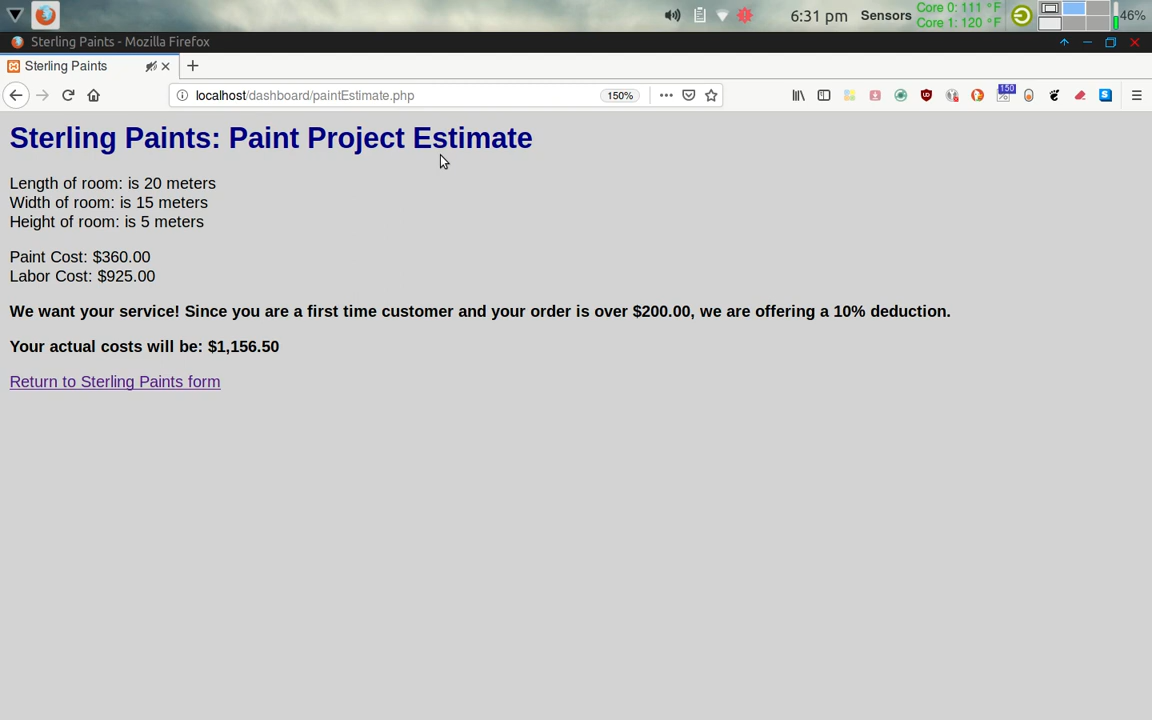 6:31 pm
Sensors
Core 0: 111 °F
Core 1: 120 °F
46%
Sterling Paints - Mozilla Firefox
Sterling Paints
localhost/dashboard/paintEstimate.php
150%
150
Sterling Paints: Paint Project Estimate
Length of room: is 20 meters
Width of room: is 15 meters
Height of room: is 5 meters
Paint Cost: $360.00
Labor Cost: $925.00
We want your service! Since you are a first time customer and your order is over $200.00, we are offering a 10% deduction.
Your actual costs will be: $1,156.50
Return to Sterling Paints form